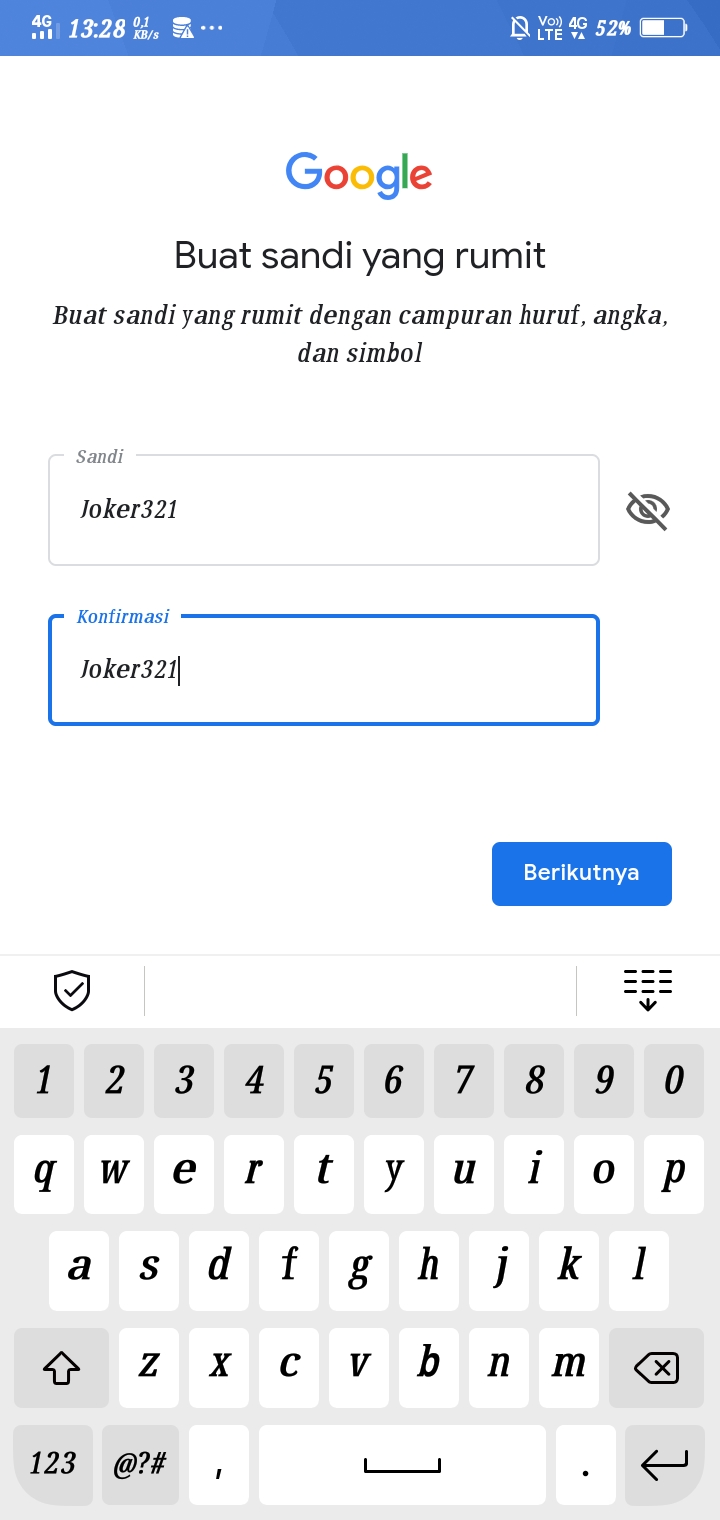 4G 13:28 0,1 KB/s ... Vo)) LTE 4G 52%
Google
Buat sandi yang rumit
Buat sandi yang rumit dengan campuran huruf, angka,
dan simbol
Sandi
Joker321
Konfirmasi
Joker321
Berikutnya
1 2 3 4 5 6 7 8 9 0
q w e r t y u i o p
a s d f g h j k l
z x c v b n m
123 @?# , .